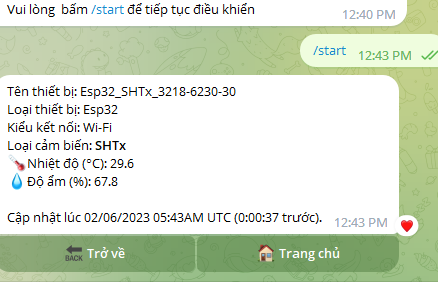 Vui lòng bấm /start để tiếp tục điều khiển
12:40 PM
/start 12:43 PM
Tên thiết bị: Esp32_SHTx_3218-6230-30
Loại thiết bị: Esp32
Kiểu kết nối: Wi-Fi
Loại cảm biến: SHTx
🌡️Nhiệt độ (°C): 29.6
💧Độ ẩm (%): 67.8
Cập nhật lúc 02/06/2023 05:43AM UTC (0:00:37 trước).
12:43 PM
BACK Trở về
Trang chủ